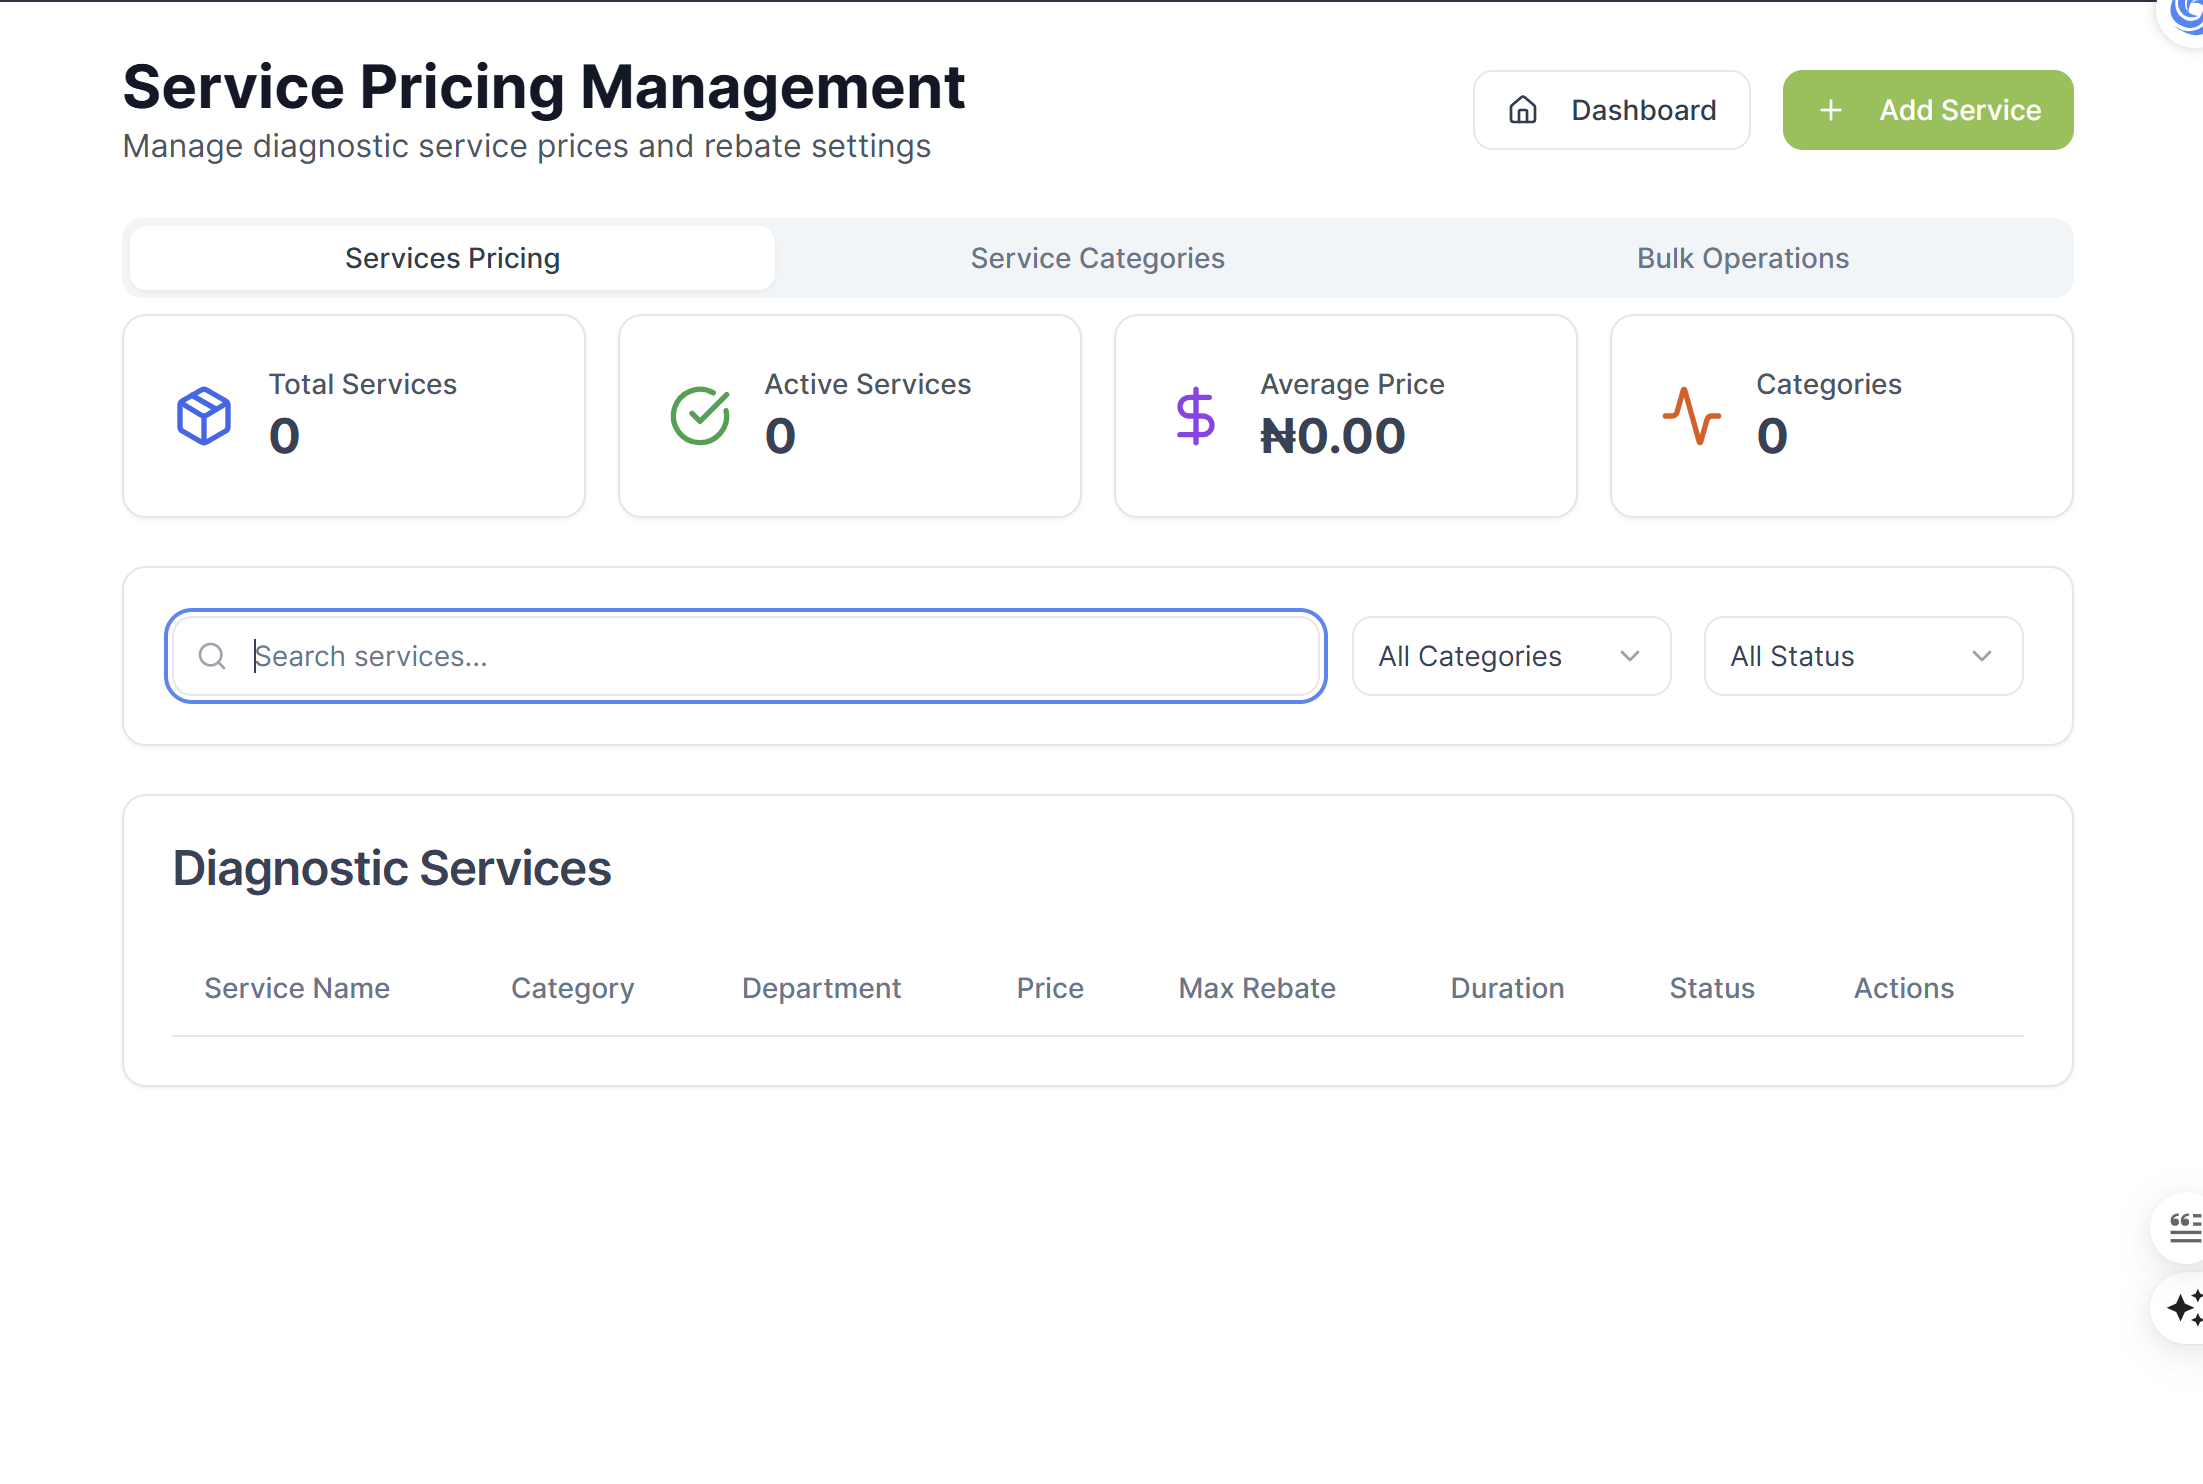 Service Pricing Management
Manage diagnostic service prices and rebate settings
Dashboard
Add Service
Services Pricing
Service Categories
Bulk Operations
Total Services
0
Active Services
0
Average Price
₦0.00
Categories
0
Search services...
All Categories
All Status
Diagnostic Services
Service Name Category Department Price Max Rebate Duration Status Actions